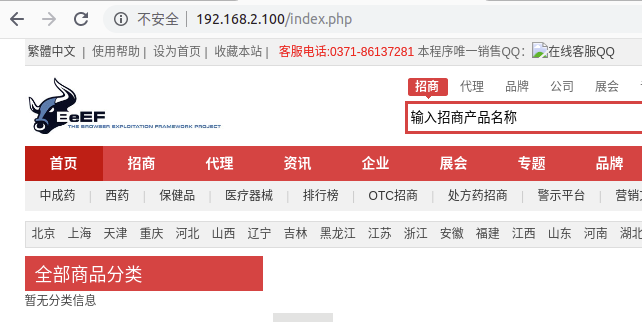 不安全 | 192.168.2.100/index.php
繁體中文 | 使用帮助 | 设为首页 | 收藏本站 | 客服电话:0371-86137281 本程序唯一销售QQ: 在线客服QQ
招商 代理 品牌 公司 展会
BeEF
THE BROWSER EXPLOITATION FRAMEWORK PROJECT
输入招商产品名称
首页 招商 代理 资讯 企业 展会 专题 品牌
中成药 | 西药 | 保健品 | 医疗器械 | 排行榜 | OTC招商 | 处方药招商 | 警示平台 | 营销
北京 上海 天津 重庆 河北 山西 辽宁 吉林 黑龙江 江苏 浙江 安徽 福建 江西 山东 河南 湖北
全部商品分类
暂无分类信息